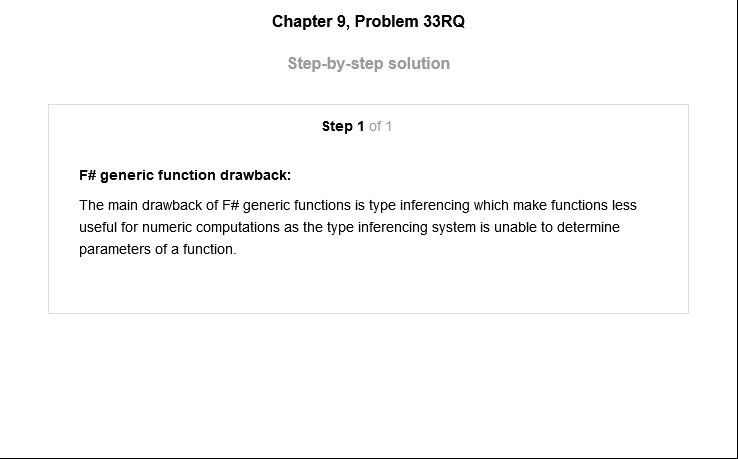 Chapter 9, Problem 33RQ
Step-by-step solution
Step 1 of 1
F# generic function drawback:
The main drawback of F# generic functions is type inferencing which make functions less
useful for numeric computations as the type inferencing system is unable to determine
parameters of a function.